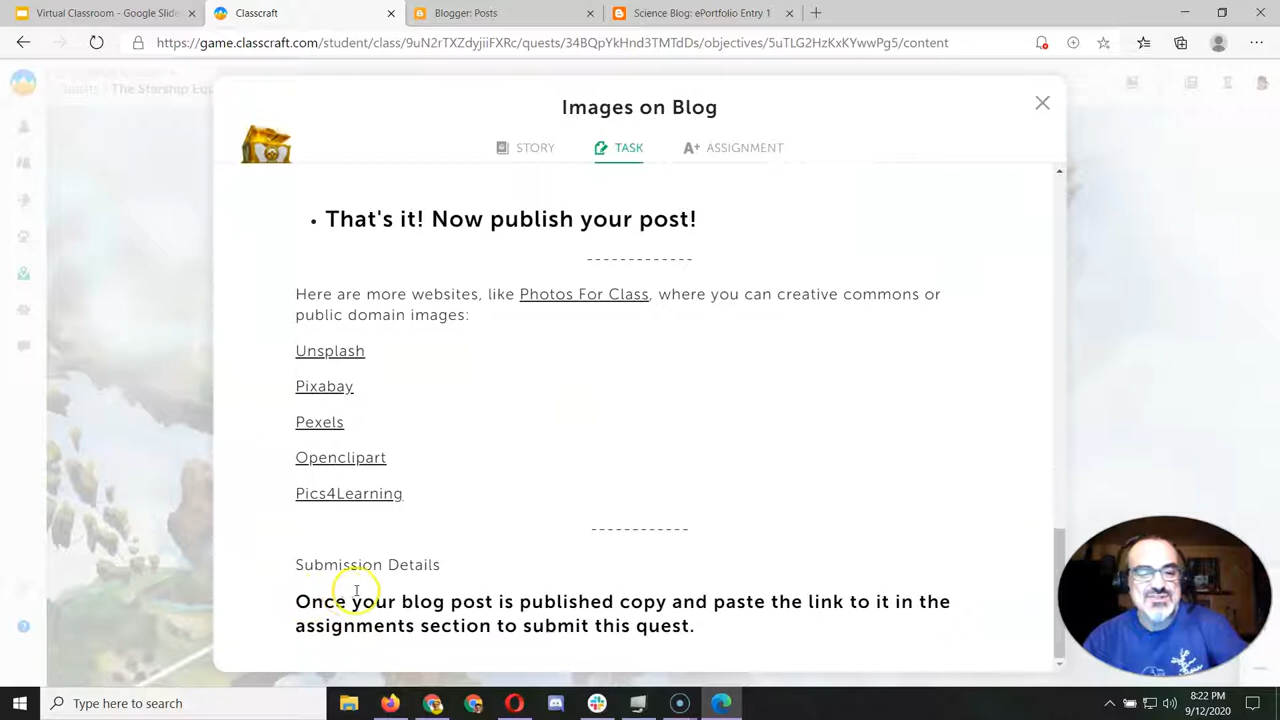 Virtual Classroom - Google Slides
Classcraft
Blogger: Posts
Science Blog: ePortfolio Entry 1
https://game.classcraft.com/student/class/9uN2rTXZdyjiiFXRc/quests/34BQpYkHnd3TMTdDs/objectives/5uTLG2HzKxKYwwPg5/content
The Starship Equ
Images on Blog
STORY
TASK
A+ ASSIGNMENT
• That's it! Now publish your post!
-------------
Here are more websites, like Photos For Class, where you can creative commons or
public domain images:
Unsplash
Pixabay
Pexels
Openclipart
Pics4Learning
------------
Submission Details
Once your blog post is published copy and paste the link to it in the
assignments section to submit this quest.
Type here to search
8:22 PM
9/12/2020